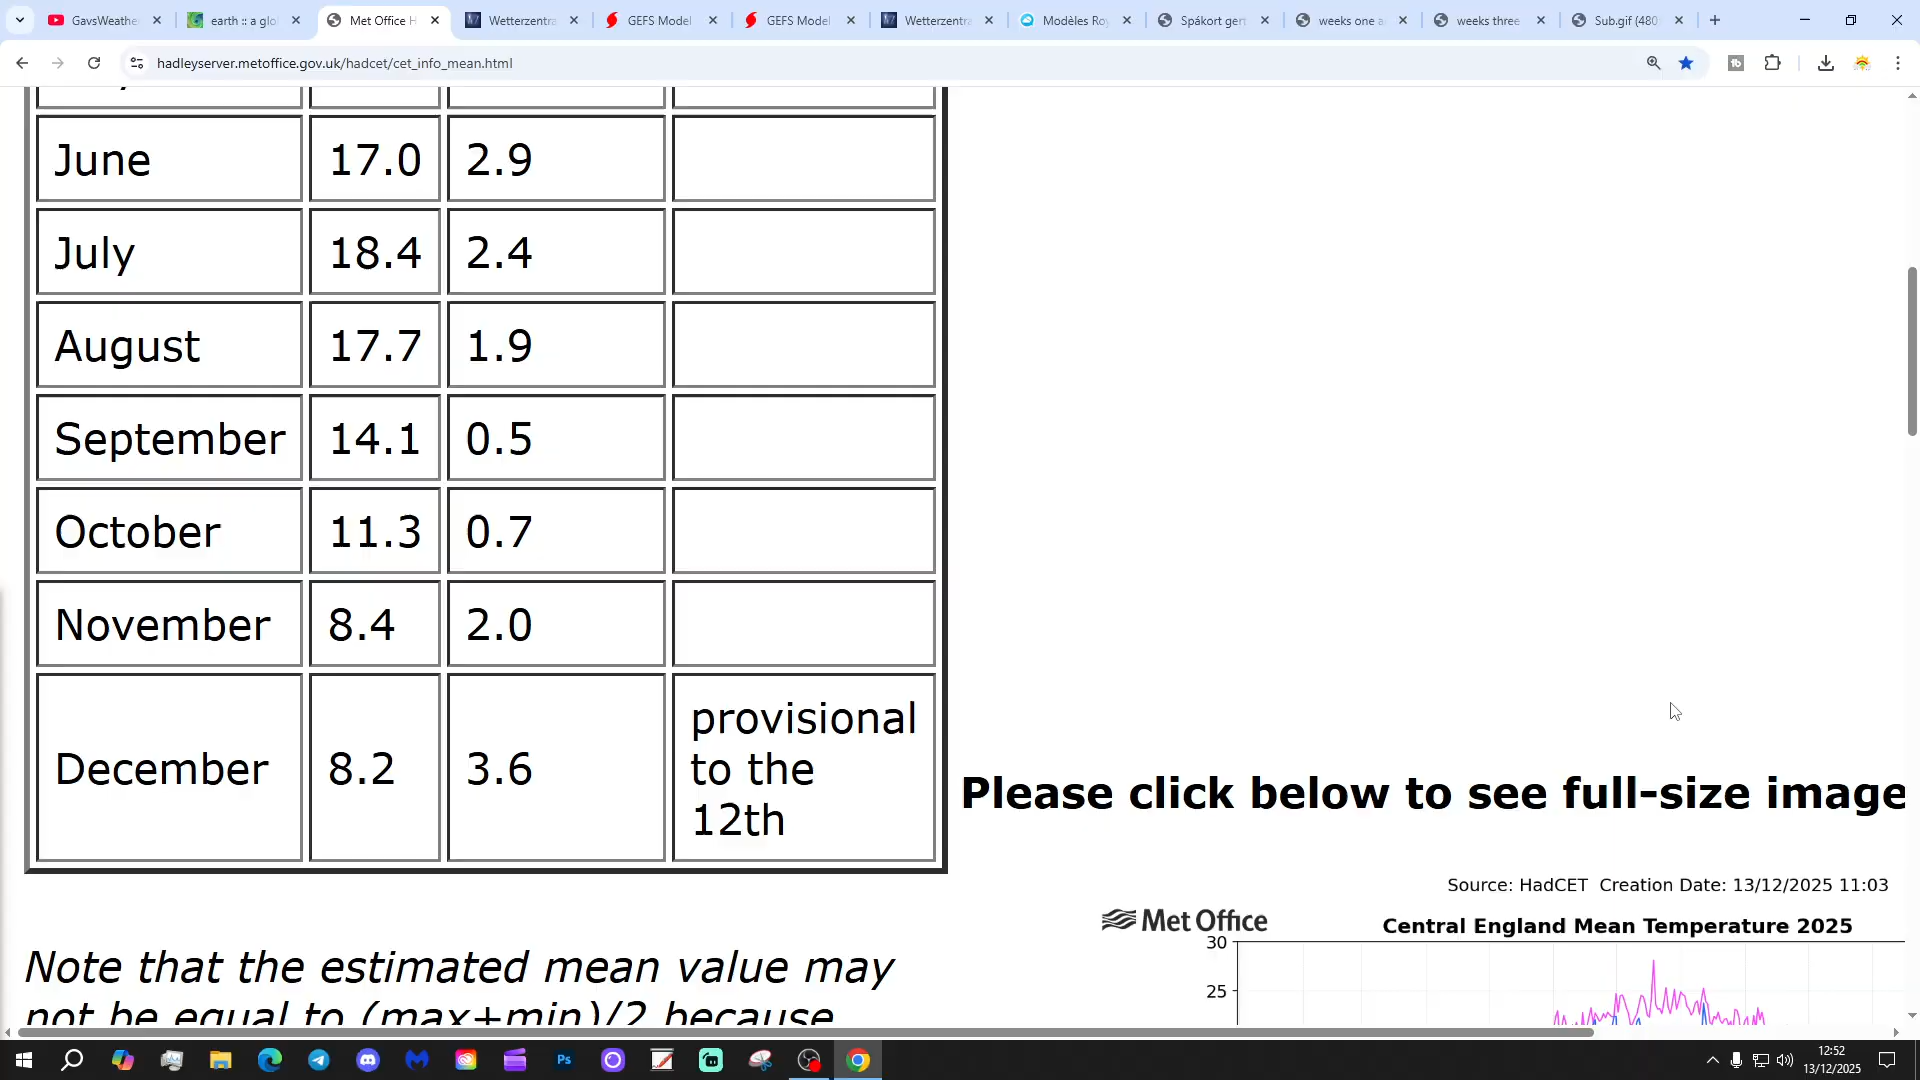 GavsWeather
earth :: a glo
Met Office H
Wetterzentra
GEFS Model
GEFS Model
Wetterzentra
Modèles Roy
Spákort gert
weeks one a
weeks three
Sub.gif (480
hadleyserver.metoffice.gov.uk/hadcet/cet_info_mean.html
June 17.0 2.9
July 18.4 2.4
August 17.7 1.9
September 14.1 0.5
October 11.3 0.7
November 8.4 2.0
December 8.2 3.6 provisional
to the
12th
Please click below to see full-size image
Source: HadCET Creation Date: 13/12/2025 11:03
Met Office
Central England Mean Temperature 2025
30
25
Note that the estimated mean value may
not be equal to (max+min)/2 because
Ps
12:52
13/12/2025